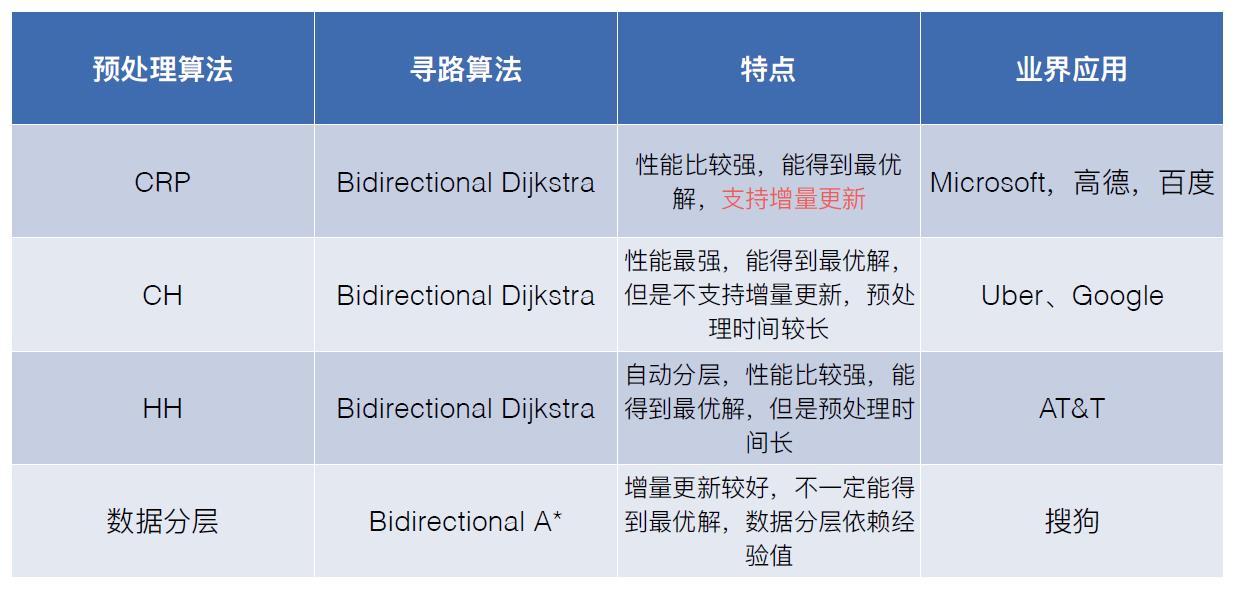 预处理算法
寻路算法
特点
业界应用
CRP
Bidirectional Dijkstra
性能比较强，能得到最优
解，支持增量更新
Microsoft，高德，百度
CH
Bidirectional Dijkstra
性能最强，能得到最优解，
但是不支持增量更新，预处
理时间较长
Uber、Google
HH
Bidirectional Dijkstra
自动分层，性能比较强，能
得到最优解，但是预处理时
间长
AT&T
数据分层
Bidirectional A*
增量更新较好，不一定能得
到最优解，数据分层依赖经
验值
搜狗